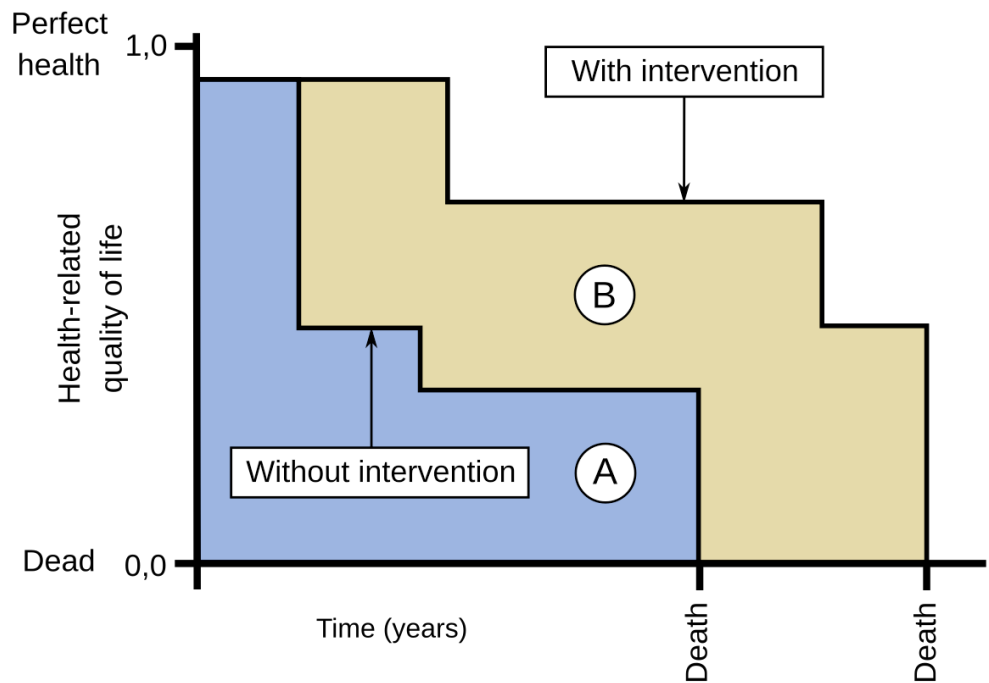 Perfect
health
1,0
With intervention
Health-related
quality of life
B
Without intervention
A
Dead
0,0
Time (years)
Death
Death